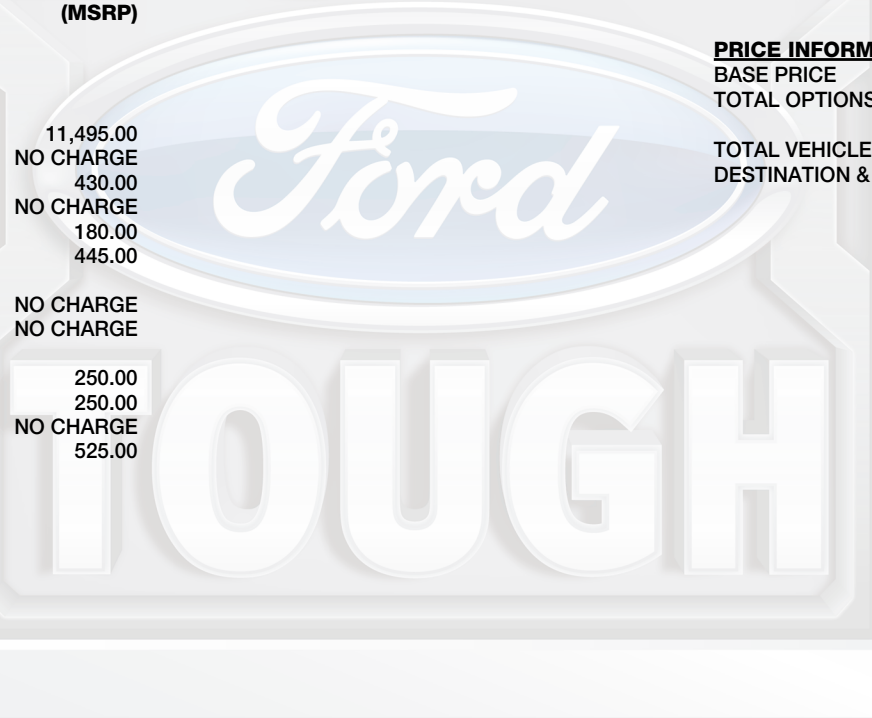 (MSRP)
11,495.00
NO CHARGE
430.00
NO CHARGE
180.00
445.00
NO CHARGE
NO CHARGE
250.00
250.00
NO CHARGE
525.00
PRICE INFORM
BASE PRICE
TOTAL OPTIONS
TOTAL VEHICLE
DESTINATION &
Ford
TOUGH